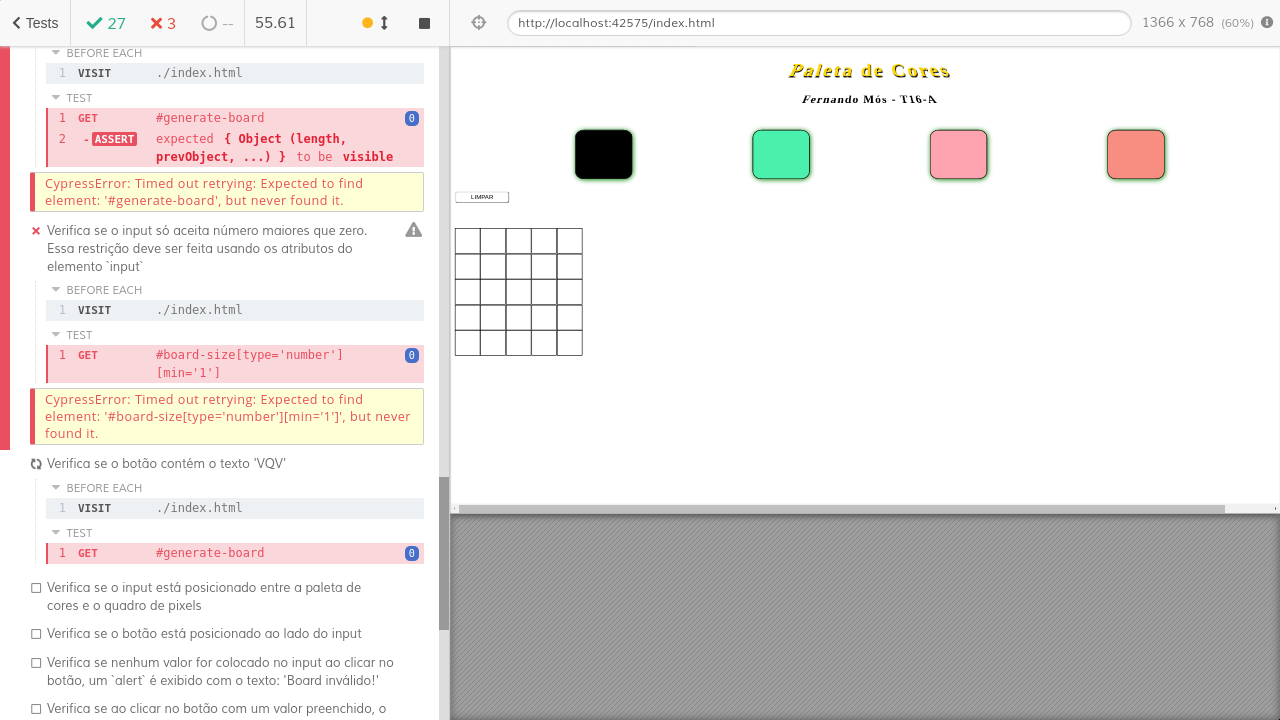 Tests
27
3
--
55.61
http://localhost:42575/index.html
1366 x 768 (60%)
BEFORE EACH
1 VISIT ./index.html
TEST
1 GET #generate-board 0
2 -ASSERT expected { Object (length,
prevObject, ...) } to be visible
CypressError: Timed out retrying: Expected to find
element: '#generate-board', but never found it.
Verifica se o input só aceita número maiores que zero.
Essa restrição deve ser feita usando os atributos do
elemento `input`
BEFORE EACH
1 VISIT ./index.html
TEST
1 GET #board-size[type='number'] 0
[min='1']
CypressError: Timed out retrying: Expected to find
element: '#board-size[type='number'][min='1']', but never
found it.
Verifica se o botão contém o texto 'VQV'
BEFORE EACH
1 VISIT ./index.html
TEST
1 GET #generate-board 0
Verifica se o input está posicionado entre a paleta de
cores e o quadro de pixels
Verifica se o botão está posicionado ao lado do input
Verifica se nenhum valor for colocado no input ao clicar no
botão, um `alert` é exibido com o texto: 'Board inválido!'
Verifica se ao clicar no botão com um valor preenchido, o
Paleta de Cores
Fernando Mós - T16-A
LIMPAR